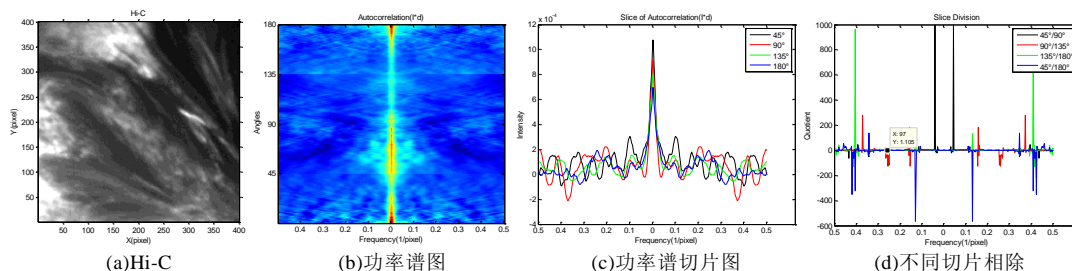 Hi-C
400
350
300
250
200
150
100
50
Y(pixel)
50 100 150 200 250 300 350 400
X(pixel)
(a)Hi-C
Autocorrelation(I*d)
180
135
90
45
Angles
0.4 0.3 0.2 0.1 0 0.1 0.2 0.3 0.4 0.5
Frequency(1/pixel)
(b)功率谱图
Slice of Autocorrelation(I*d)
12 x 10⁻⁴
10
8
6
4
2
0
-2
-4
Intensity
45°
90°
135°
180°
0.5 0.4 0.3 0.2 0.1 0 0.1 0.2 0.3 0.4 0.5
Frequency(1/pixel)
(c)功率谱切片图
Slice Division
1000
800
600
400
200
0
-200
-400
-600
Quotient
45°/90°
90°/135°
135°/180°
45°/180°
X: 97
Y: 1.105
0.5 0.4 0.3 0.2 0.1 0 0.1 0.2 0.3 0.4 0.5
Frequency(1/pixel)
(d)不同切片相除